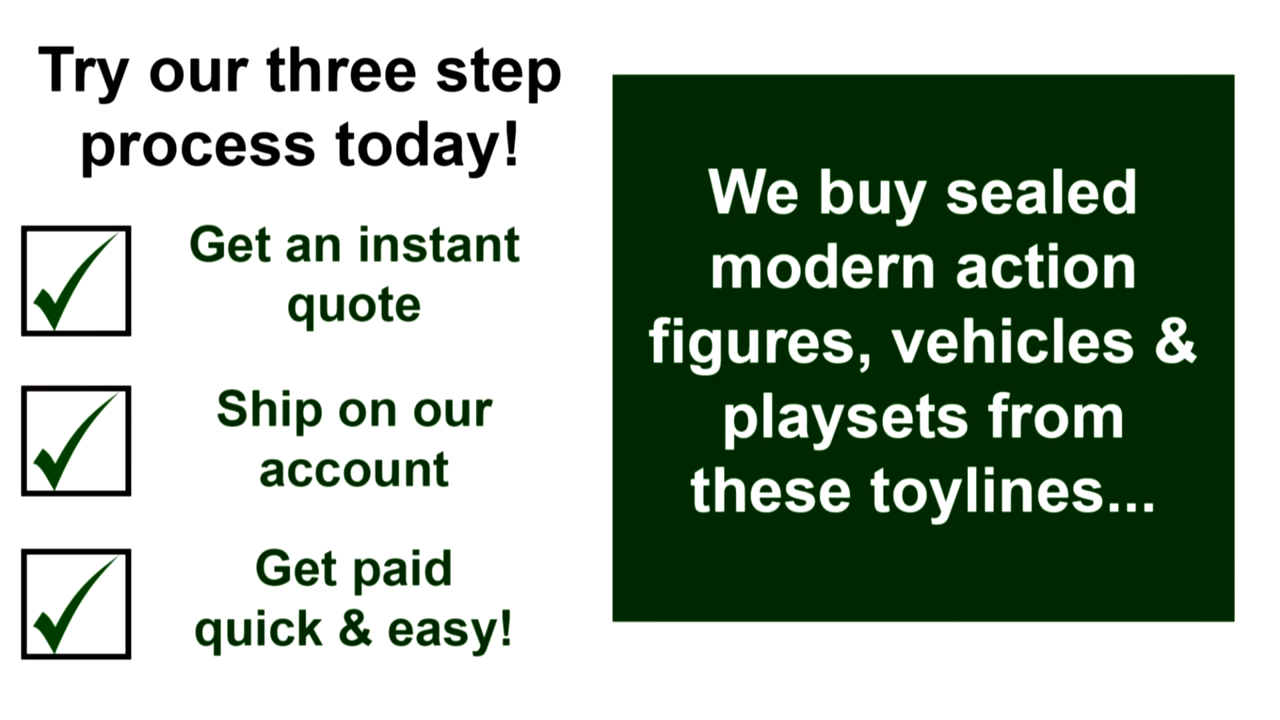 Try our three step
process today!
Get an instant
quote
Ship on our
account
Get paid
quick & easy!
We buy sealed
modern action
figures, vehicles &
playsets from
these toylines...